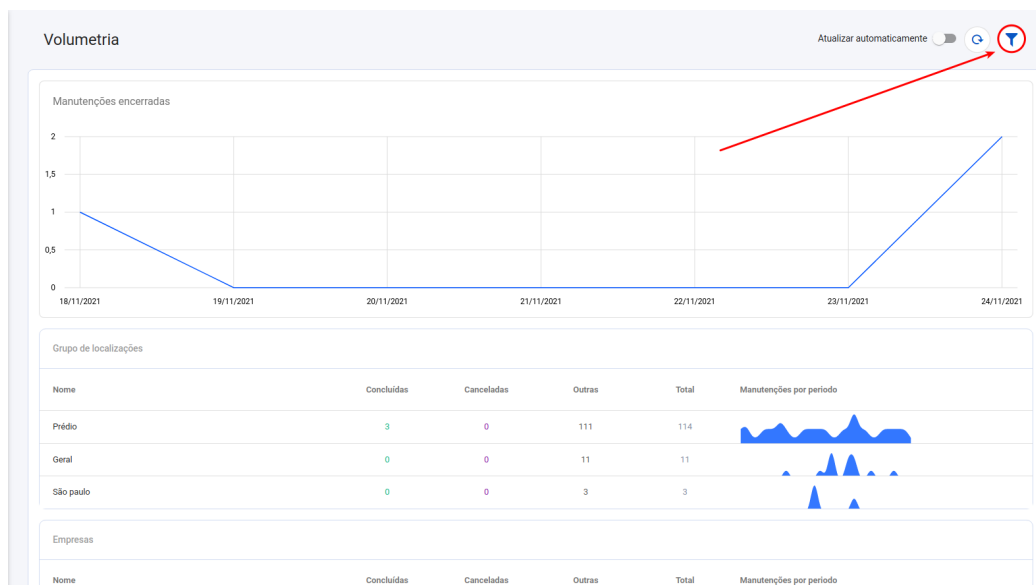 Volumetria
Atualizar automaticamente
Manutenções encerradas
2
1,5
1
0,5
0
18/11/2021 19/11/2021 20/11/2021 21/11/2021 22/11/2021 23/11/2021 24/11/2021
Grupo de localizações
Nome Concluídas Canceladas Outras Total Manutenções por periodo
Prédio 3 0 111 114
Geral 0 0 11 11
São paulo 0 0 3 3
Empresas
Nome Concluídas Canceladas Outras Total Manutenções por periodo